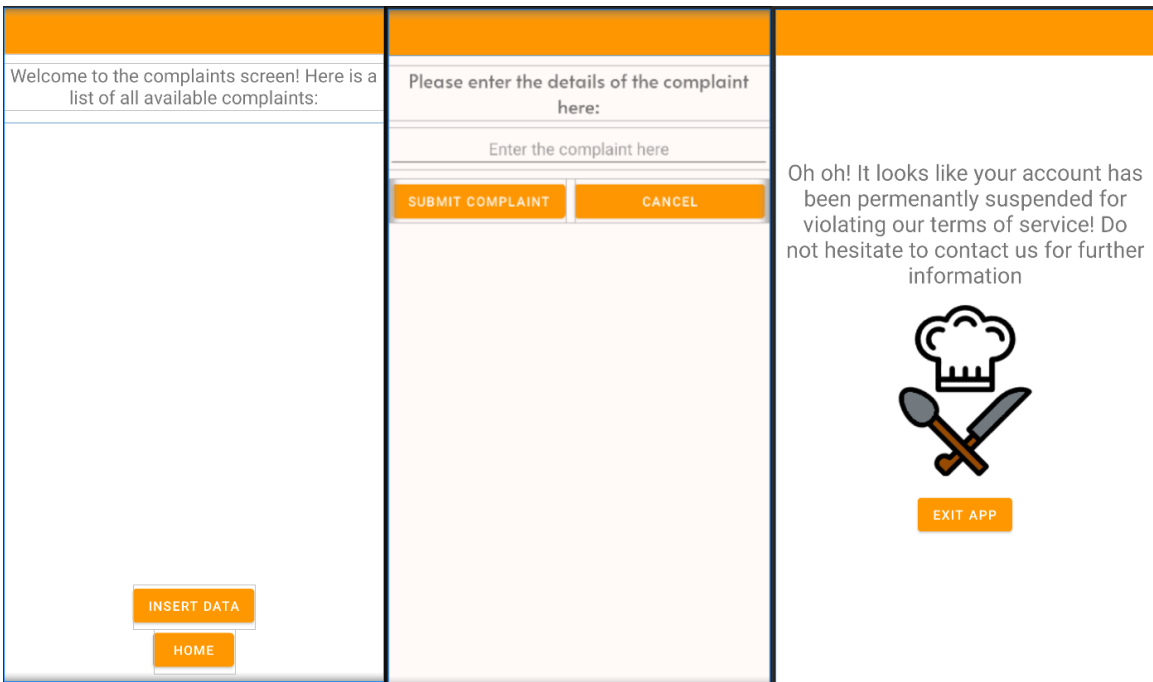 Welcome to the complaints screen! Here is a
list of all available complaints:
INSERT DATA
HOME
Please enter the details of the complaint
here:
Enter the complaint here
SUBMIT COMPLAINT
CANCEL
Oh oh! It looks like your account has
been permenantly suspended for
violating our terms of service! Do
not hesitate to contact us for further
information
EXIT APP